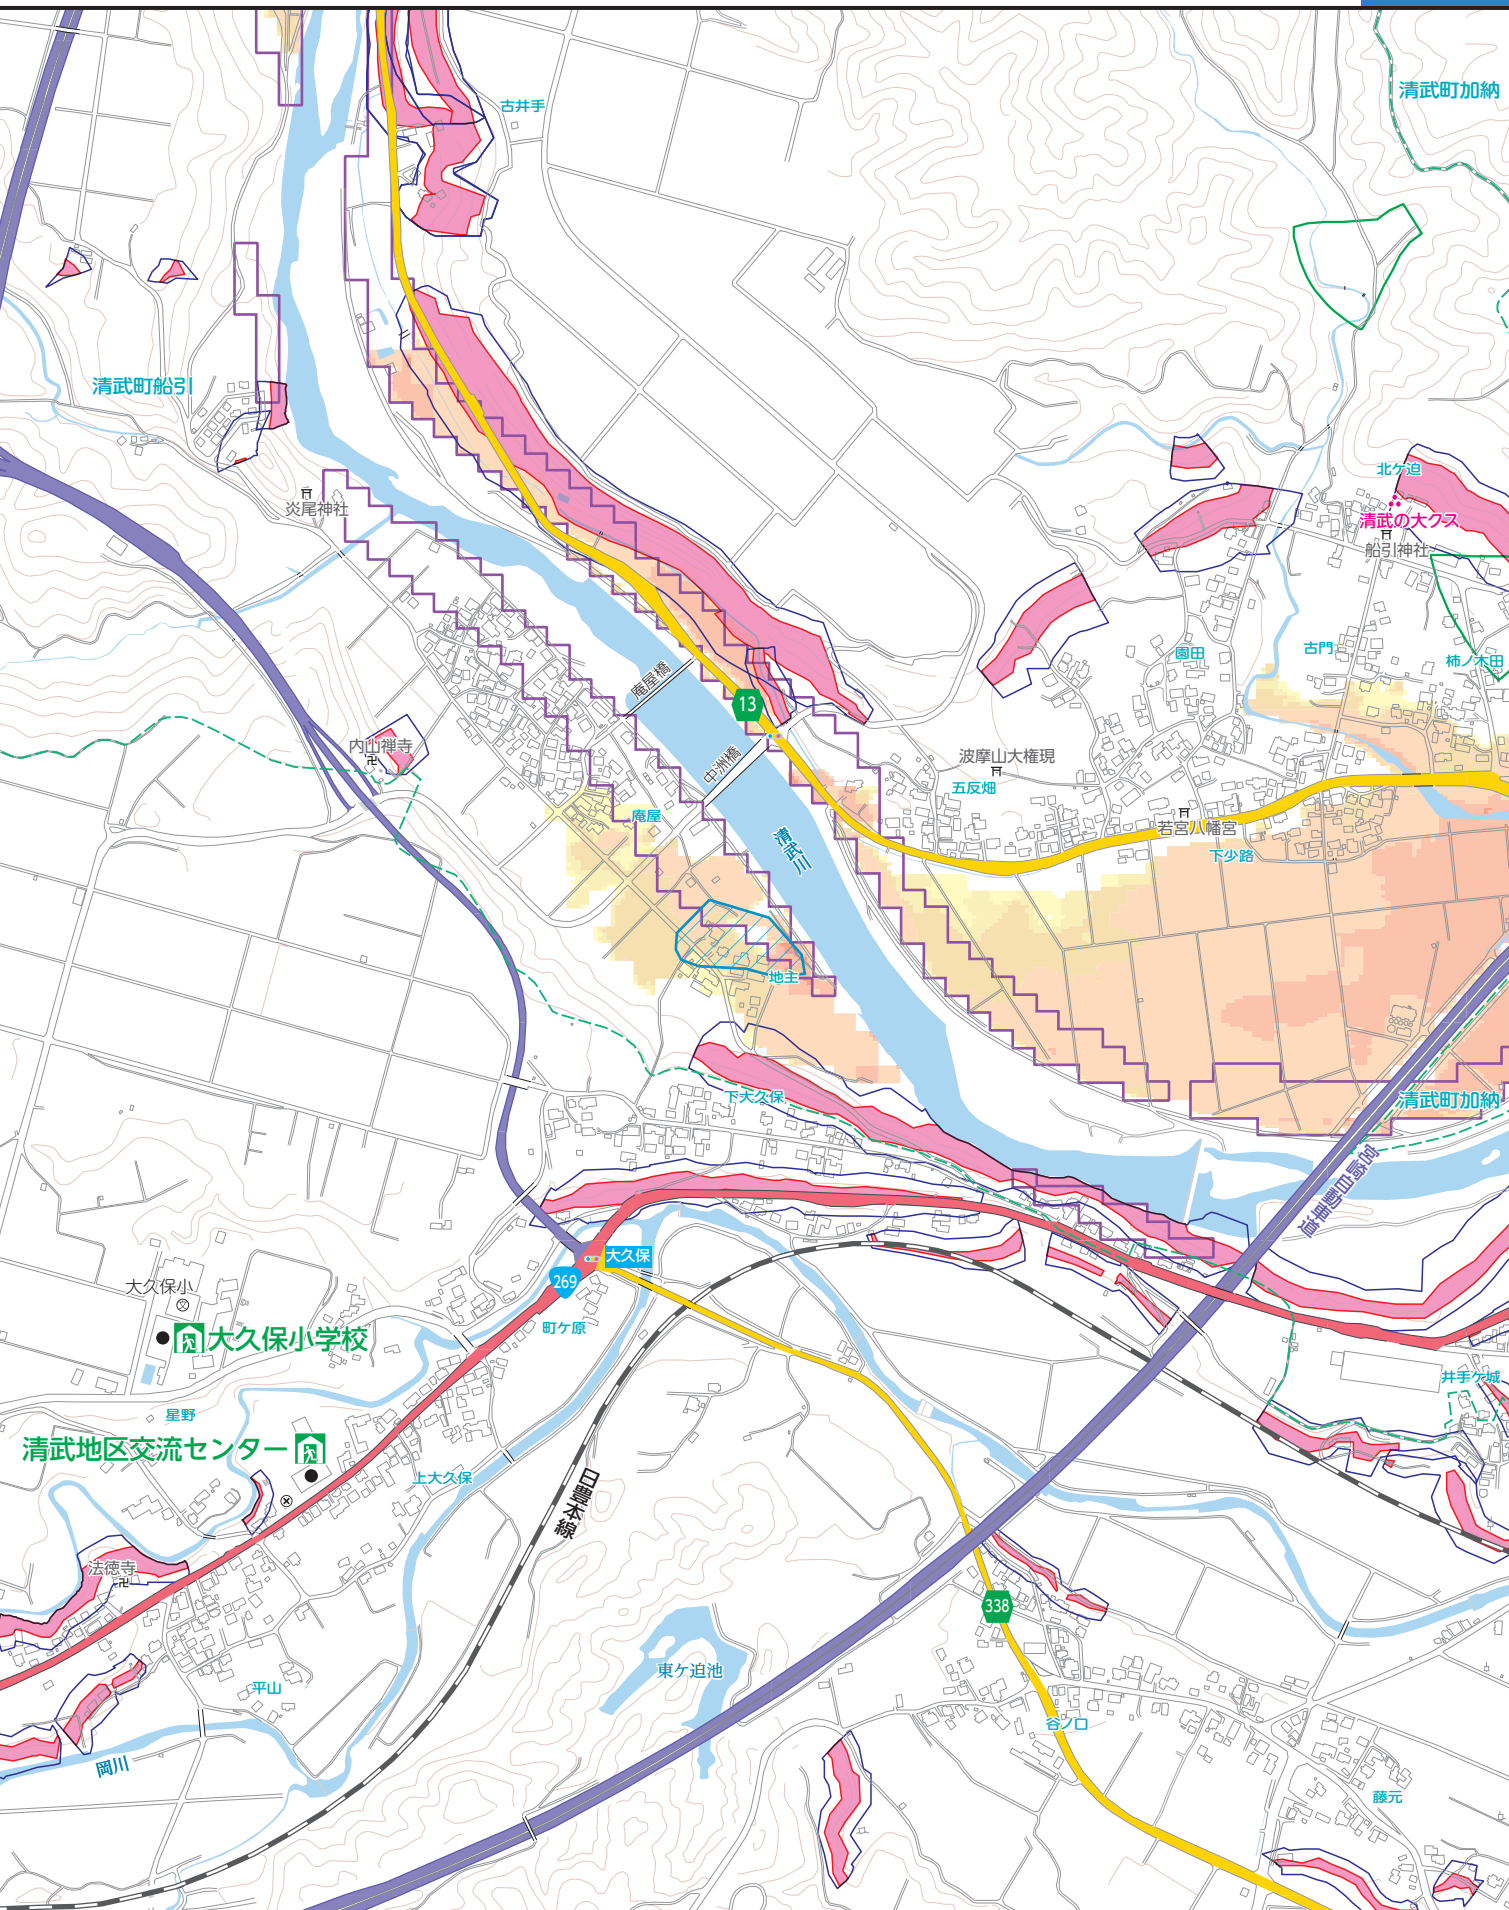 清武町加納
古井手
清武町船引
北ケ迫
清武の大クス
船引神社
炎尾神社
園田
古門
柿ノ木田
庵屋橋
13
内山禅寺
中洲橋
波摩山大権現
五反畑
庵屋
若宮八幡宮
清武川
下少路
地主
下大久保
清武町加納
宮崎自動車道
大久保
269
大久保小
町ケ原
大久保小学校
井手ケ城
星野
清武地区交流センター
上大久保
日豊本線
法徳寺
338
東ケ迫池
平山
谷ノ口
岡川
藤元